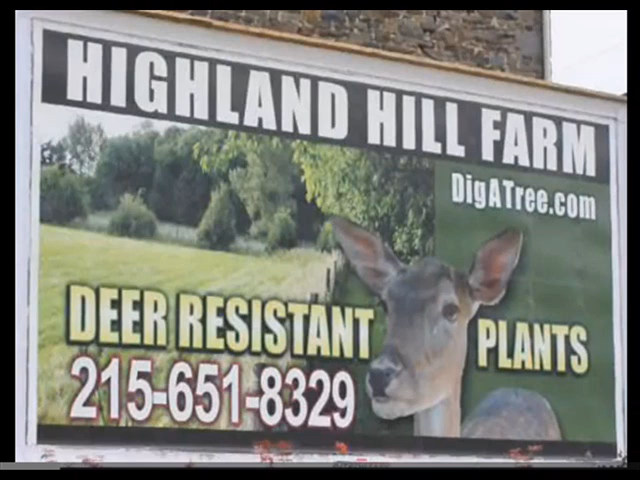 HIGHLAND HILL FARM
DigATree.com
DEER RESISTANT PLANTS
215-651-8329